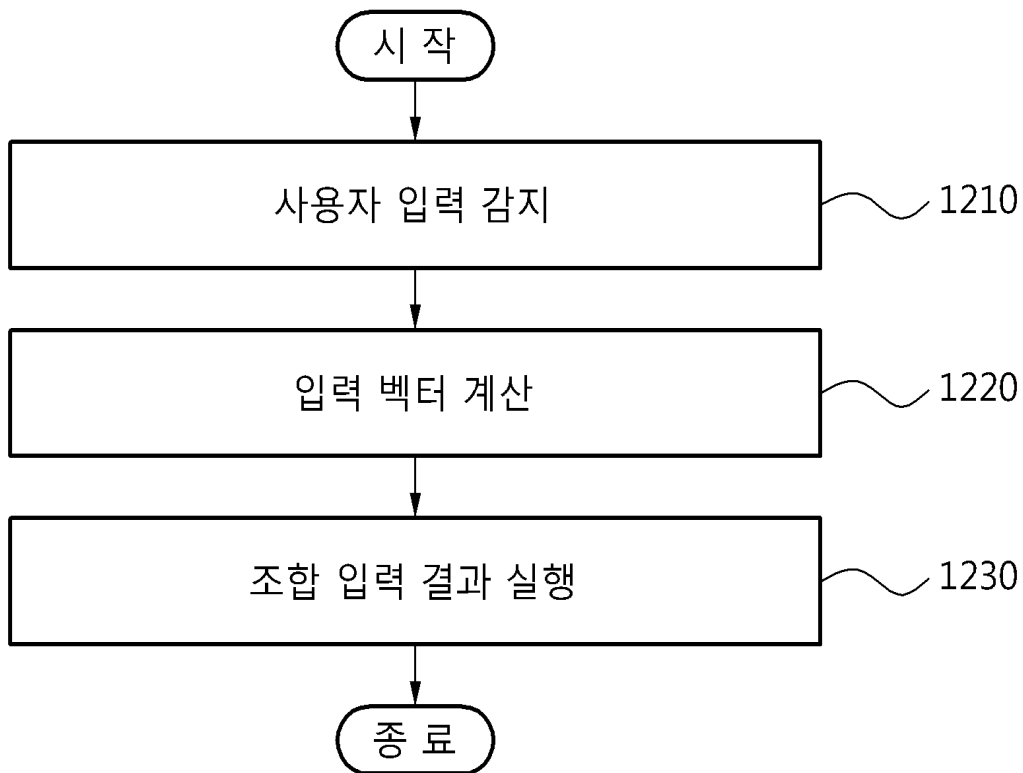 시 작
사용자 입력 감지
1210
입력 벡터 계산
1220
조합 입력 결과 실행
1230
종 료